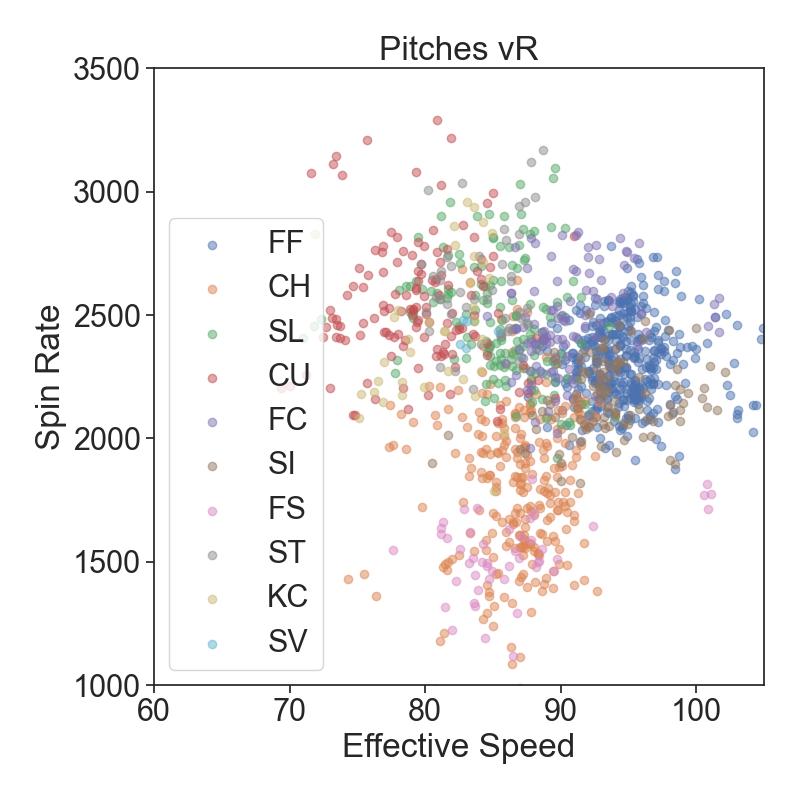 Pitches vR
3500
3000
2500
2000
1500
1000
Spin Rate
FF
CH
SL
CU
FC
SI
FS
ST
KC
SV
60 70 80 90 100
Effective Speed